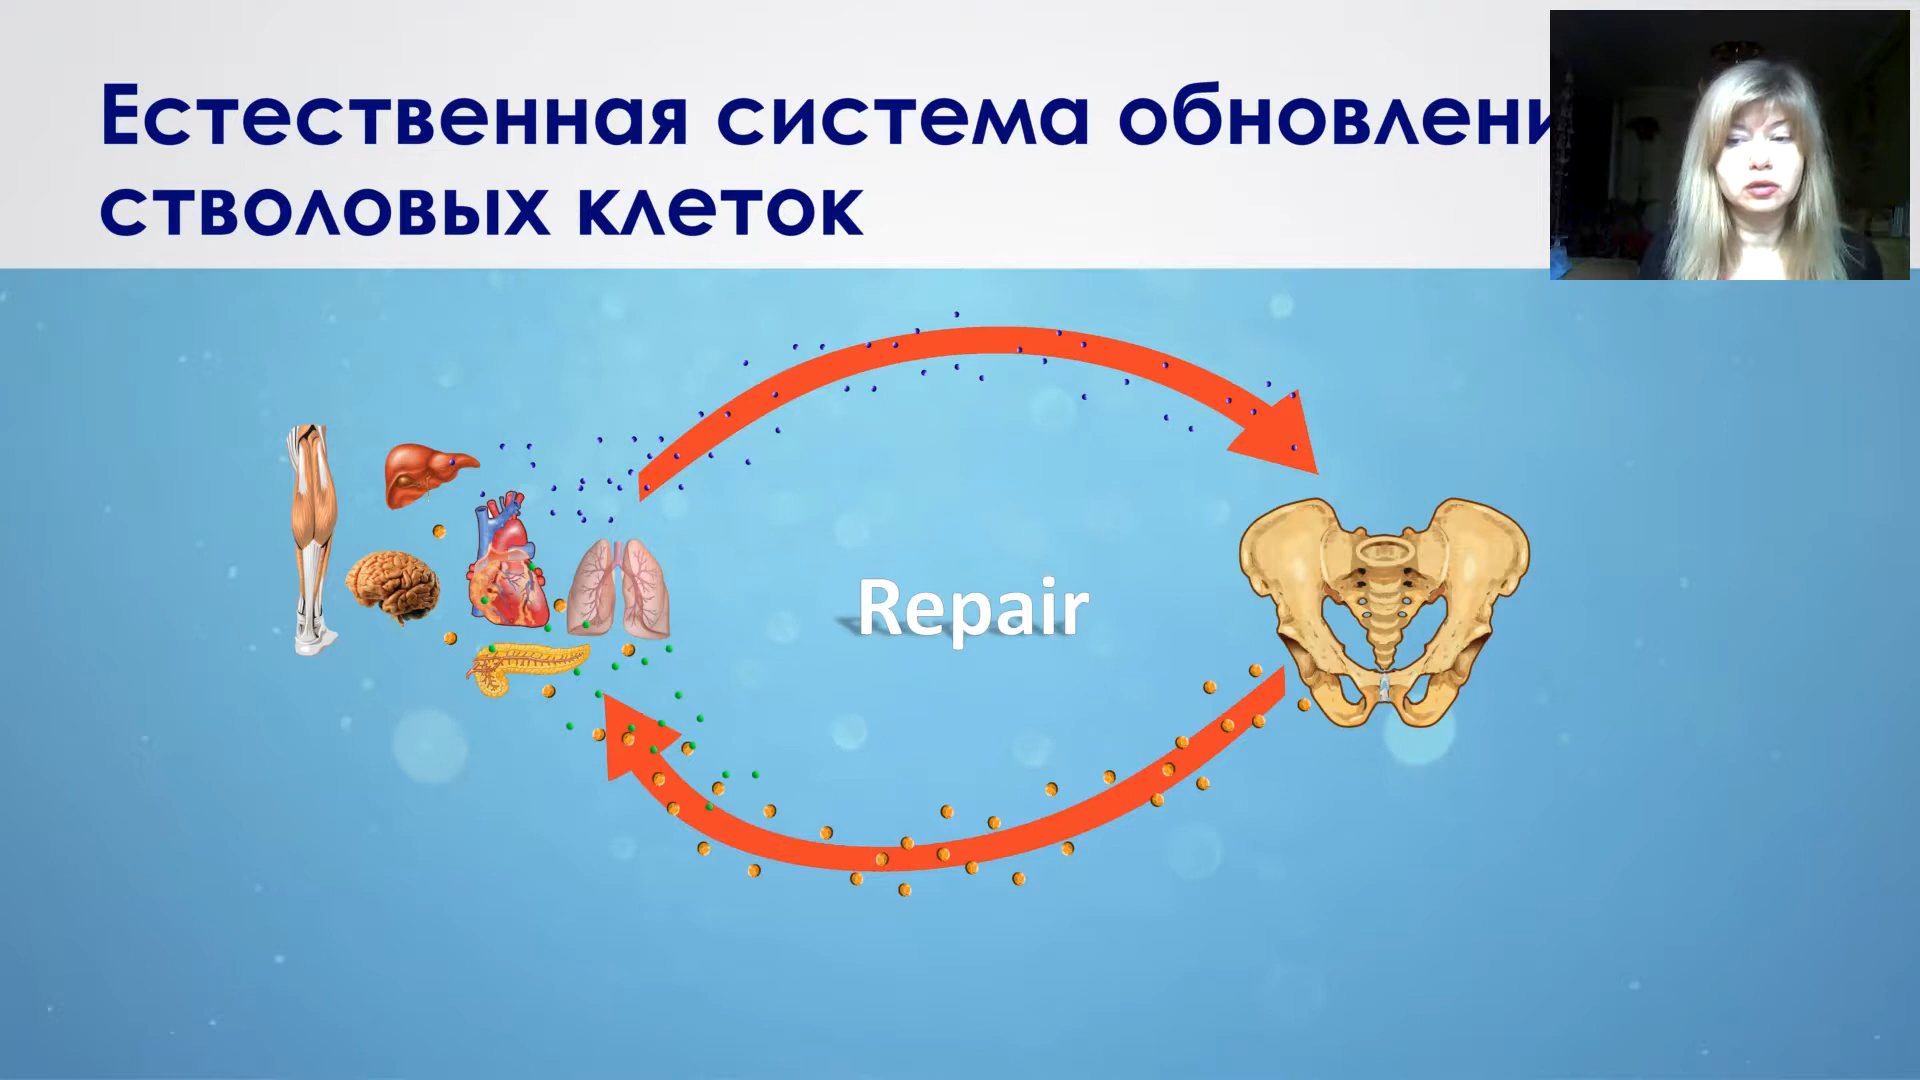 Естественная система обновлени
стволовых клеток
Repair